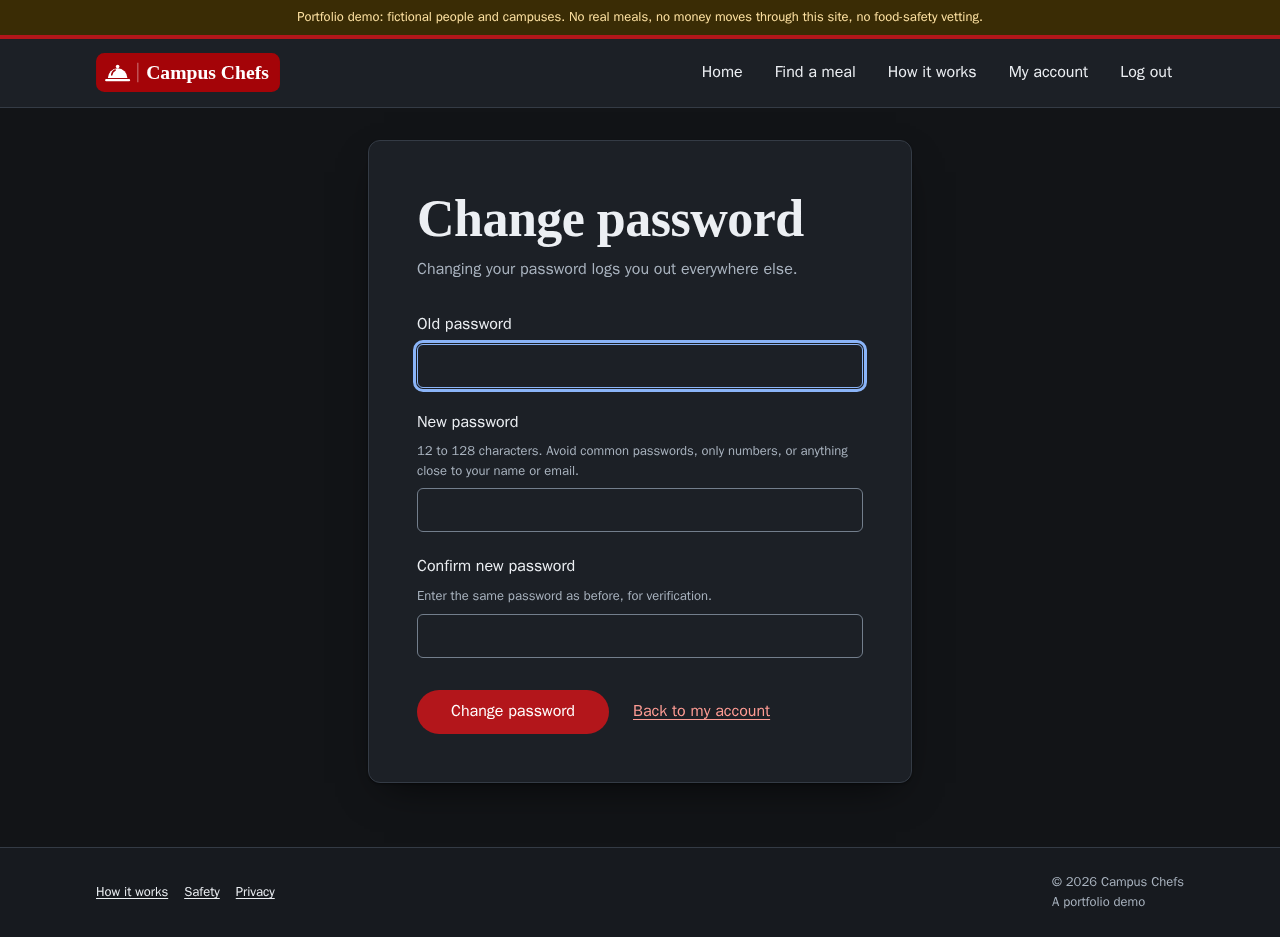 Portfolio demo: fictional people and campuses. No real meals, no money moves through this site, no food-safety vetting.
Campus Chefs
Home
Find a meal
How it works
My account
Log out
Change password
Changing your password logs you out everywhere else.
Old password
New password
12 to 128 characters. Avoid common passwords, only numbers, or anything
close to your name or email.
Confirm new password
Enter the same password as before, for verification.
Change password
Back to my account
How it works
Safety
Privacy
© 2026 Campus Chefs
A portfolio demo